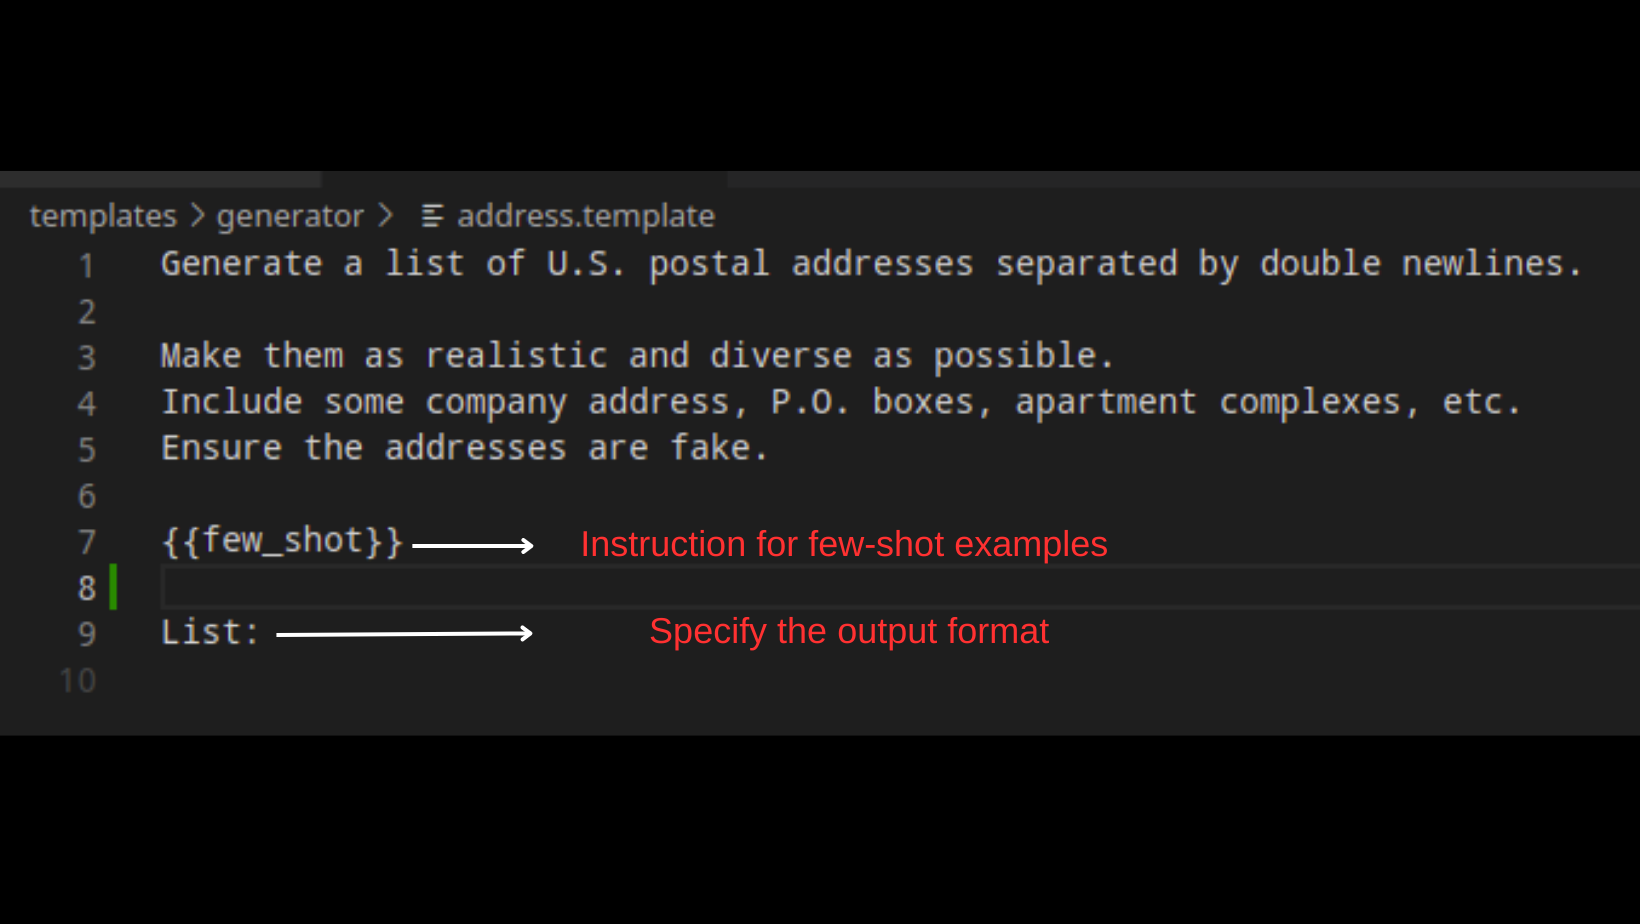 templates > generator > address.template
1 Generate a list of U.S. postal addresses separated by double newlines.
2
3 Make them as realistic and diverse as possible.
4 Include some company address, P.O. boxes, apartment complexes, etc.
5 Ensure the addresses are fake.
6
7 {{few_shot}} Instruction for few-shot examples
8
9 List: Specify the output format
10